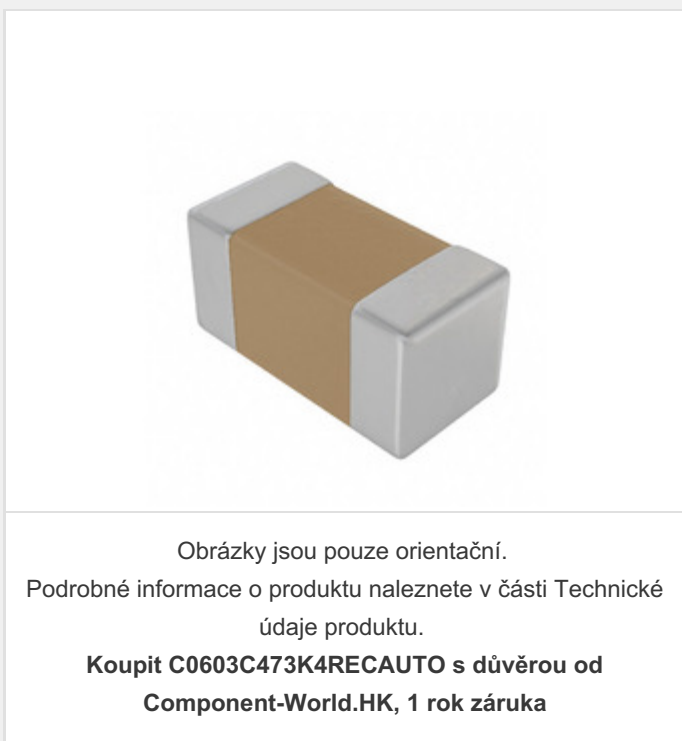 Obrázky jsou pouze orientační.
Podrobné informace o produktu naleznete v části Technické
údaje produktu.
Koupit C0603C473K4RECAUTO s důvěrou od
Component-World.HK, 1 rok záruka